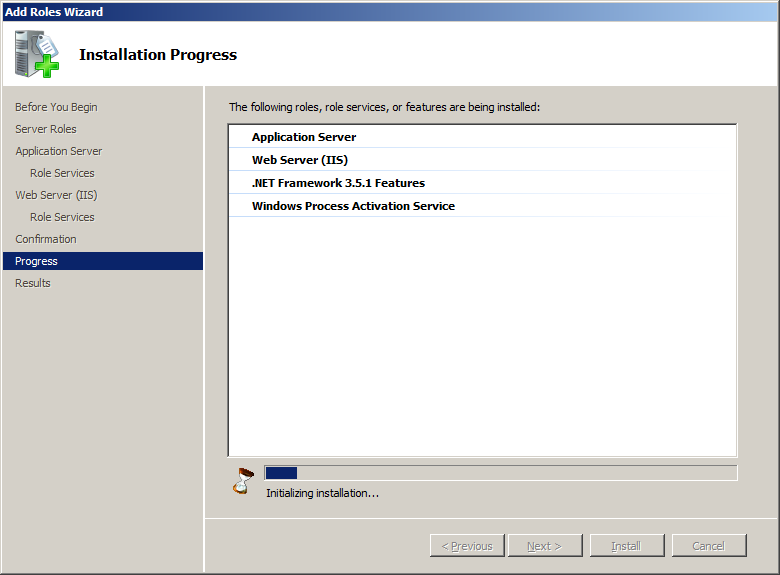 Add Roles Wizard
Installation Progress
Before You Begin
Server Roles
Application Server
Role Services
Web Server (IIS)
Role Services
Confirmation
Progress
Results
The following roles, role services, or features are being installed:
Application Server
Web Server (IIS)
.NET Framework 3.5.1 Features
Windows Process Activation Service
Initializing installation...
< Previous
Next >
Install
Cancel